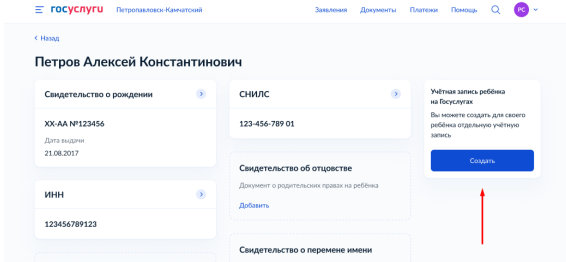 госуслуги Петропавловск-Камчатский Заявления Документы Платежи Помощь РС
Назад
Петров Алексей Константинович
Свидетельство о рождении
XX-AA №123456
Дата выдачи
21.08.2017
ИНН
123456789123
СНИЛС
123-456-789 01
Свидетельство об отцовстве
Документ о родительских правах на ребёнка
Добавить
Свидетельство о перемене имени
Учётная запись ребёнка
на Госуслугах
Вы можете создать для своего
ребёнка отдельную учётную
запись
Создать